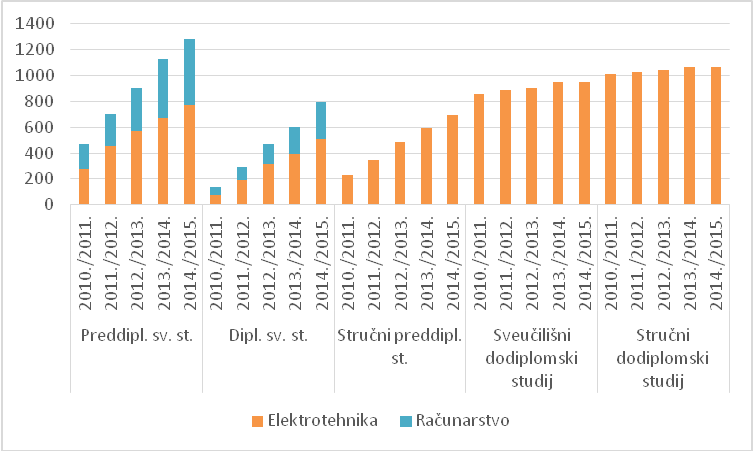 1400
1200
1000
800
600
400
200
0
2010./2011.
2011./2012.
2012./2013.
2013./2014.
2014./2015.
2010./2011.
2011./2012.
2012./2013.
2013./2014.
2014./2015.
2010./2011.
2011./2012.
2012./2013.
2013./2014.
2014./2015.
2010./2011.
2011./2012.
2012./2013.
2013./2014.
2014./2015.
2010./2011.
2011./2012.
2012./2013.
2013./2014.
2014./2015.
Preddipl. sv. st.
Dipl. sv. st.
Stručni preddipl.
st.
Sveučilišni
dodiplomski
studij
Stručni
dodiplomski
studij
Elektrotehnika
Računarstvo